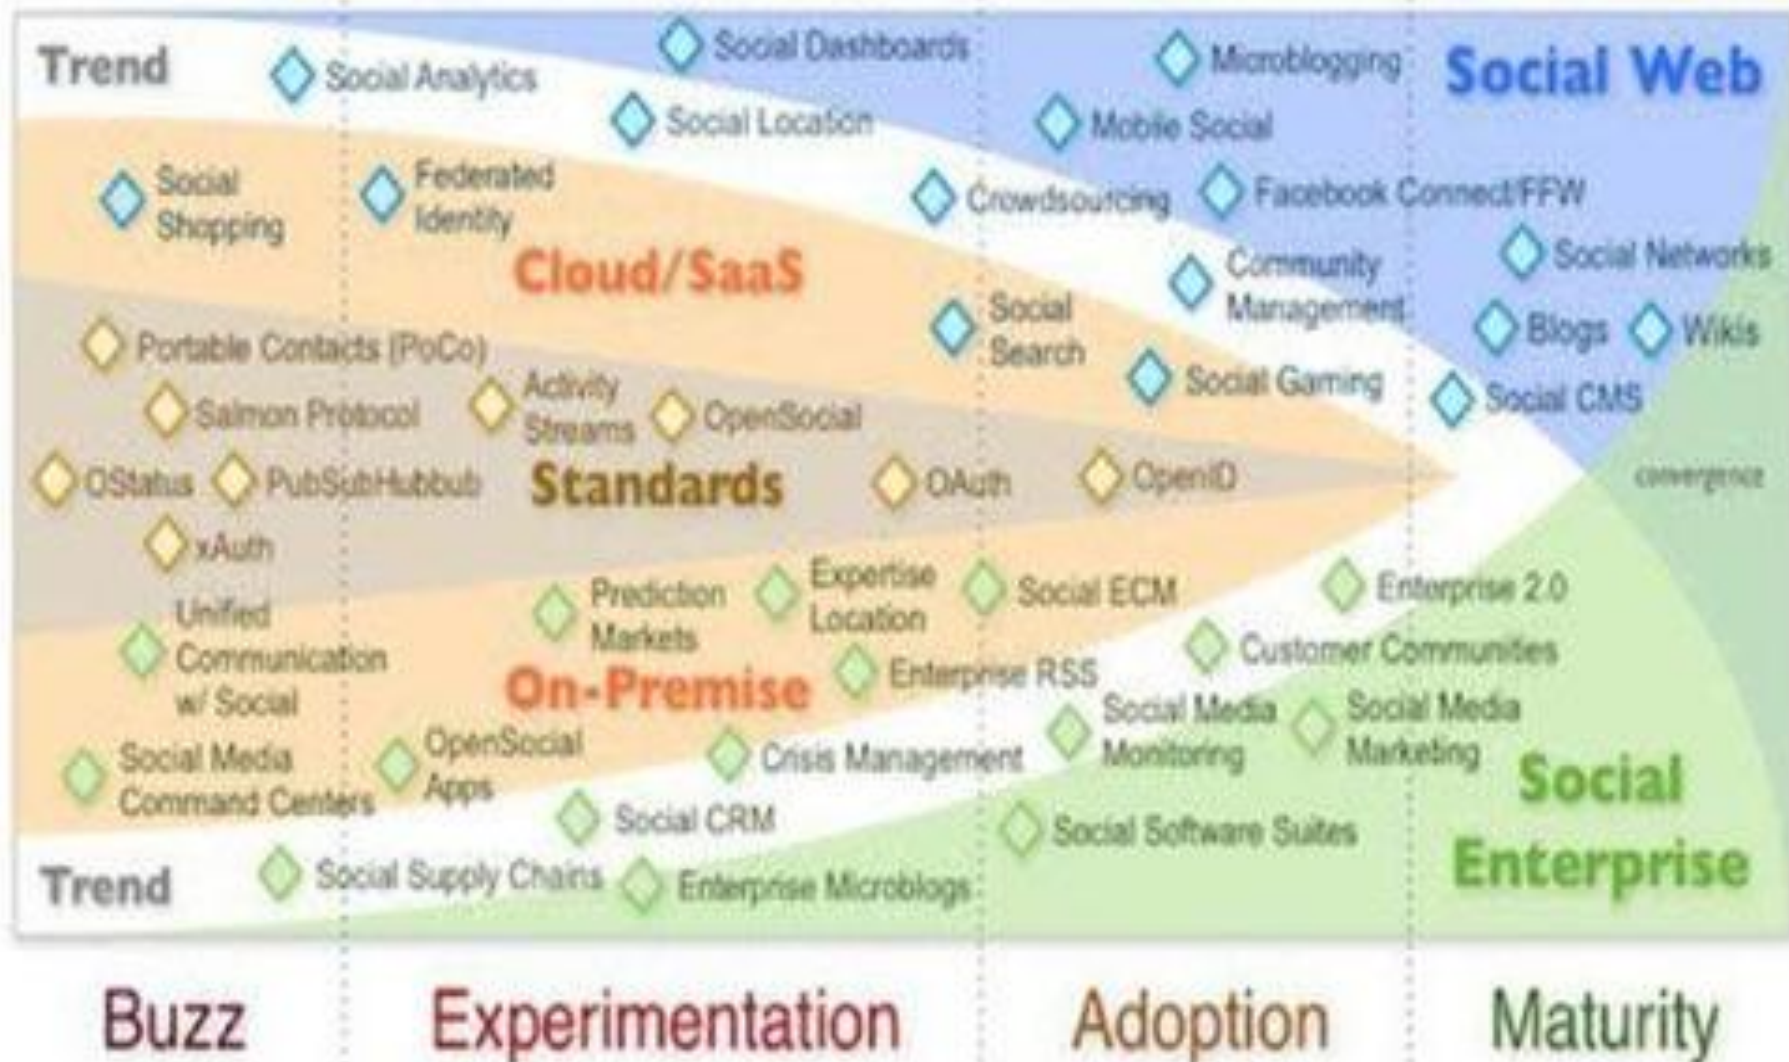 Trend
Social Analytics
Social Dashboards
Microblogging
Social Web
Social Location
Mobile Social
Social
Shopping
Federated
Identity
Crowdsourcing
Facebook Connect/FFW
Cloud/SaaS
Community
Management
Social Networks
Social
Search
Blogs
Wikis
Portable Contacts (PoCo)
Activity
Streams
Social Gaming
Social CMS
Salmon Protocol
OpenSocial
OStatus
PubSubHubbub
Standards
OAuth
OpenID
convergence
xAuth
Unified
Communication
w/ Social
Prediction
Markets
Expertise
Location
Social ECM
Enterprise 2.0
Customer Communities
On-Premise
Enterprise RSS
Social Media
Monitoring
Social Media
Marketing
Social Media
Command Centers
OpenSocial
Apps
Crisis Management
Social
Enterprise
Social CRM
Social Software Suites
Trend
Social Supply Chains
Enterprise Microblogs
Buzz
Experimentation
Adoption
Maturity